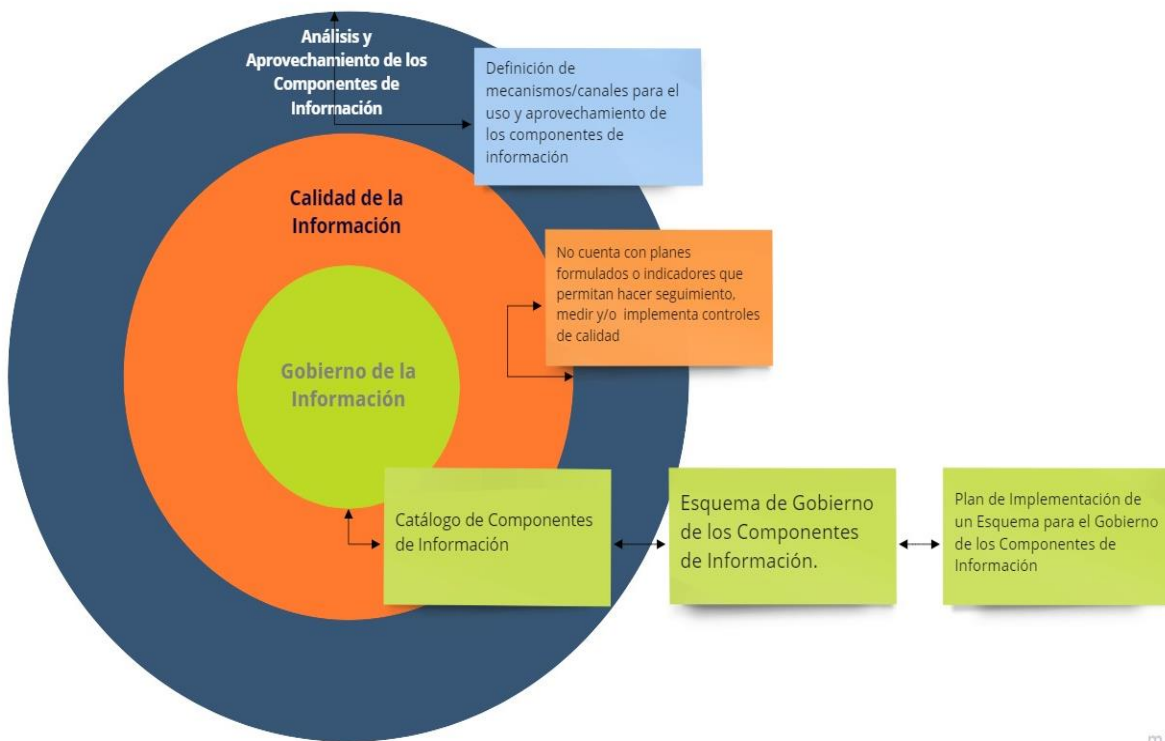 Análisis y
Aprovechamiento de los
Componentes de
Información
Definición de
mecanismos/canales para el
uso y aprovechamiento de
los componentes de
información
Calidad de la
Información
No cuenta con planes
formulados o indicadores que
permitan hacer seguimiento,
medir y/o implementa controles
de calidad
Gobierno de la
Información
Catálogo de Componentes
de Información
Esquema de Gobierno
de los Componentes
de Información.
Plan de Implementación de
un Esquema para el Gobierno
de los Componentes de
Información
m